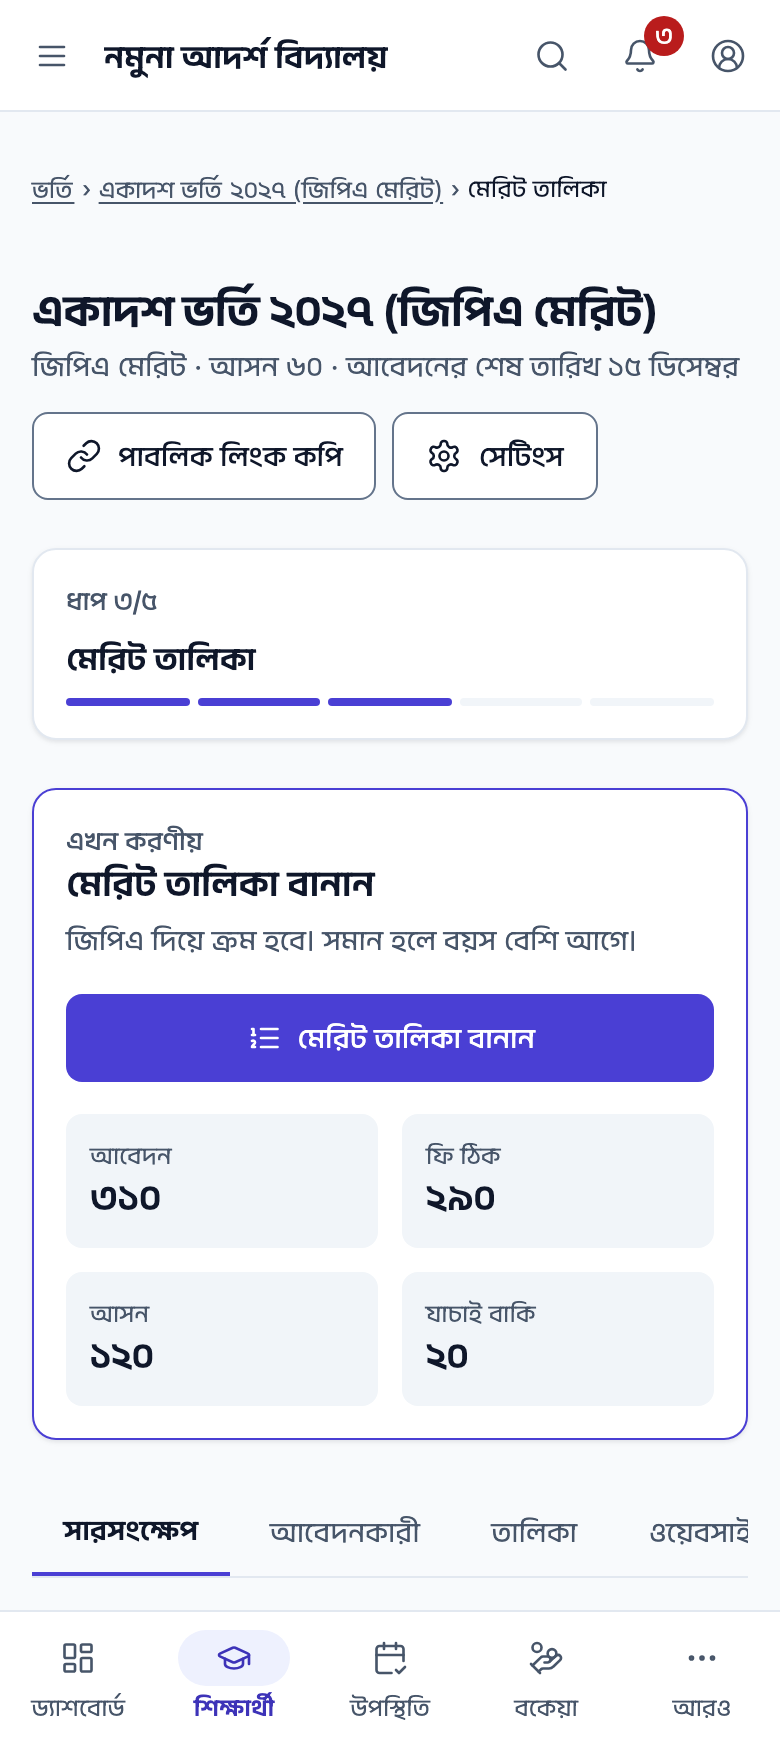 নমুনা আদর্শ বিদ্যালয়
৩
ভর্তি › একাদশ ভর্তি ২০২৭ (জিপিএ মেরিট) › মেরিট তালিকা
একাদশ ভর্তি ২০২৭ (জিপিএ মেরিট)
জিপিএ মেরিট · আসন ৬০ · আবেদনের শেষ তারিখ ১৫ ডিসেম্বর
পাবলিক লিংক কপি
সেটিংস
ধাপ ৩/৫
মেরিট তালিকা
এখন করণীয়
মেরিট তালিকা বানান
জিপিএ দিয়ে ক্রম হবে। সমান হলে বয়স বেশি আগে।
মেরিট তালিকা বানান
আবেদন
৩১০
ফি ঠিক
২৯০
আসন
১২০
যাচাই বাকি
২০
সারসংক্ষেপ আবেদনকারী তালিকা ওয়েবসাই
ড্যাশবোর্ড শিক্ষার্থী উপস্থিতি বকেয়া আরও